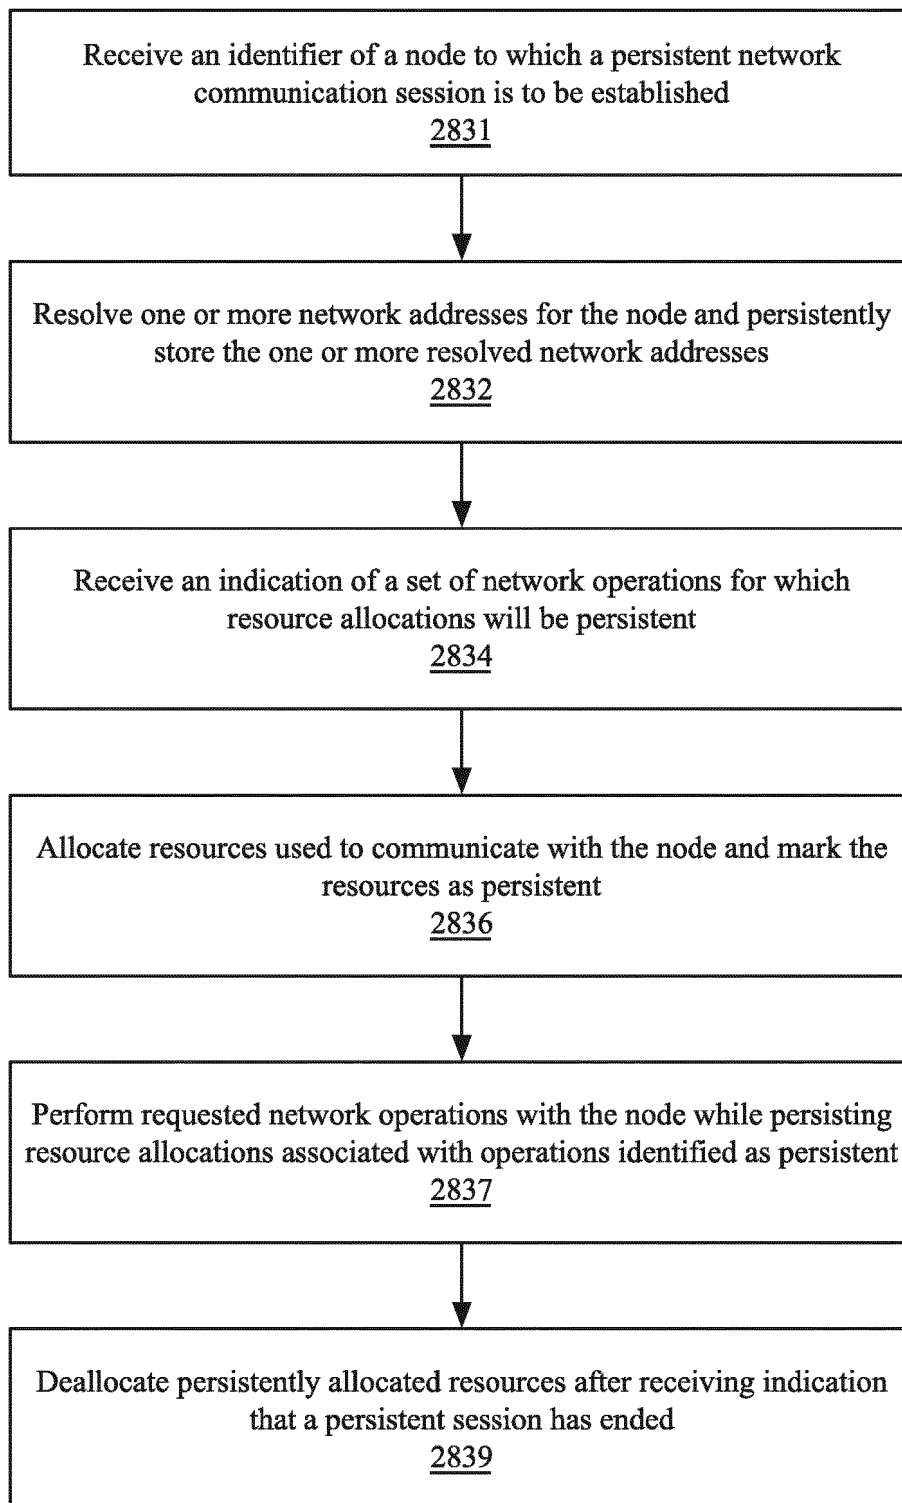 Receive an identifier of a node to which a persistent network
communication session is to be established
2831
Resolve one or more network addresses for the node and persistently
store the one or more resolved network addresses
2832
Receive an indication of a set of network operations for which
resource allocations will be persistent
2834
Allocate resources used to communicate with the node and mark the
resources as persistent
2836
Perform requested network operations with the node while persisting
resource allocations associated with operations identified as persistent
2837
Deallocate persistently allocated resources after receiving indication
that a persistent session has ended
2839